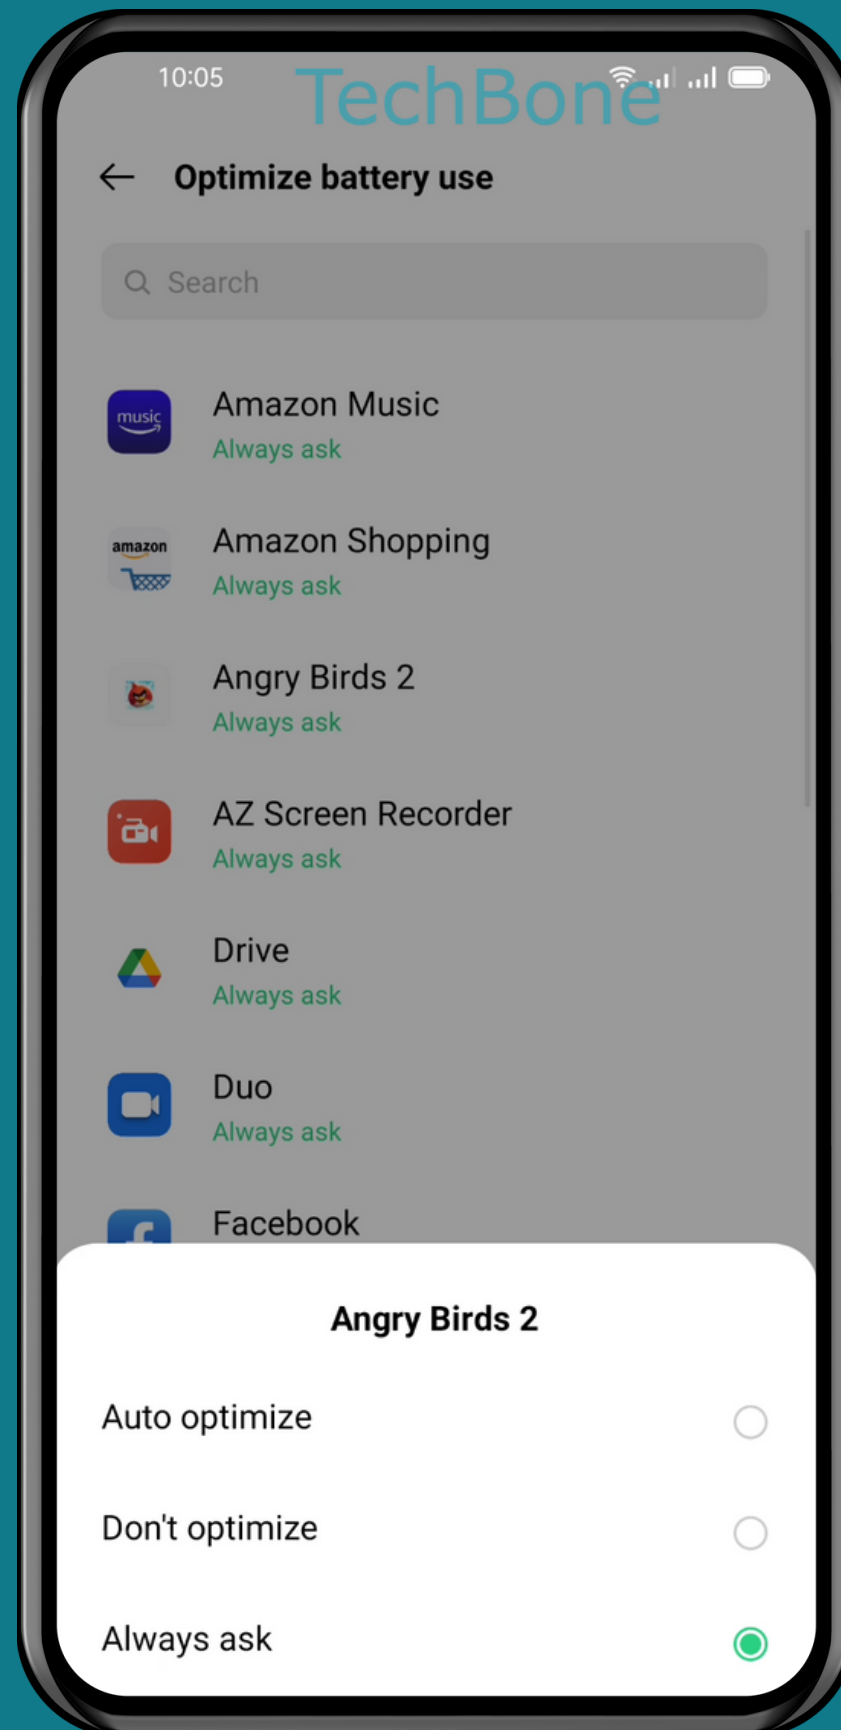 10:05
TechBone
Optimize battery use
Search
music
Amazon Music
Always ask
amazon
Amazon Shopping
Always ask
Angry Birds 2
Always ask
AZ Screen Recorder
Always ask
Drive
Always ask
Duo
Always ask
Facebook
Angry Birds 2
Auto optimize
Don't optimize
Always ask